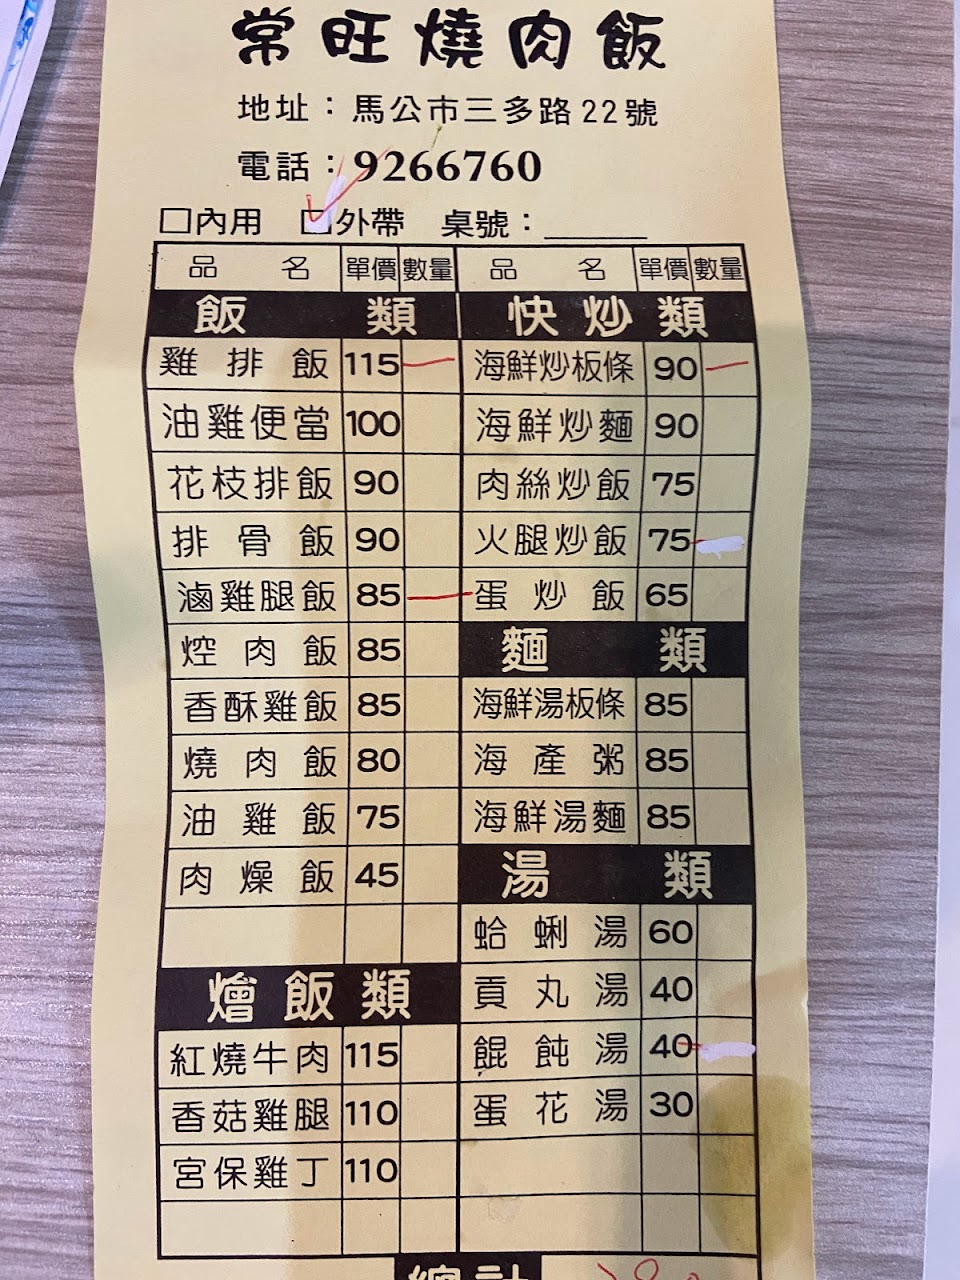 常旺燒肉飯
地址：馬公市三多路22號
電話：9266760
□內用 □外帶 桌號：______
品名 單價 數量 品名 單價 數量
飯類 快炒類
雞排飯 115 一 海鮮炒板條 90 一
油雞便當 100 海鮮炒麵 90
花枝排飯 90 肉絲炒飯 75
排骨飯 90 火腿炒飯 75
滷雞腿飯 85 一 蛋炒飯 65
焢肉飯 85 麵類
香酥雞飯 85 海鮮湯板條 85
燒肉飯 80 海產粥 85
油雞飯 75 海鮮湯麵 85
肉燥飯 45 湯類
蛤蜊湯 60
燴飯類 貢丸湯 40
紅燒牛肉 115 餛飩湯 40
香菇雞腿 110 蛋花湯 30
宮保雞丁 110
總計